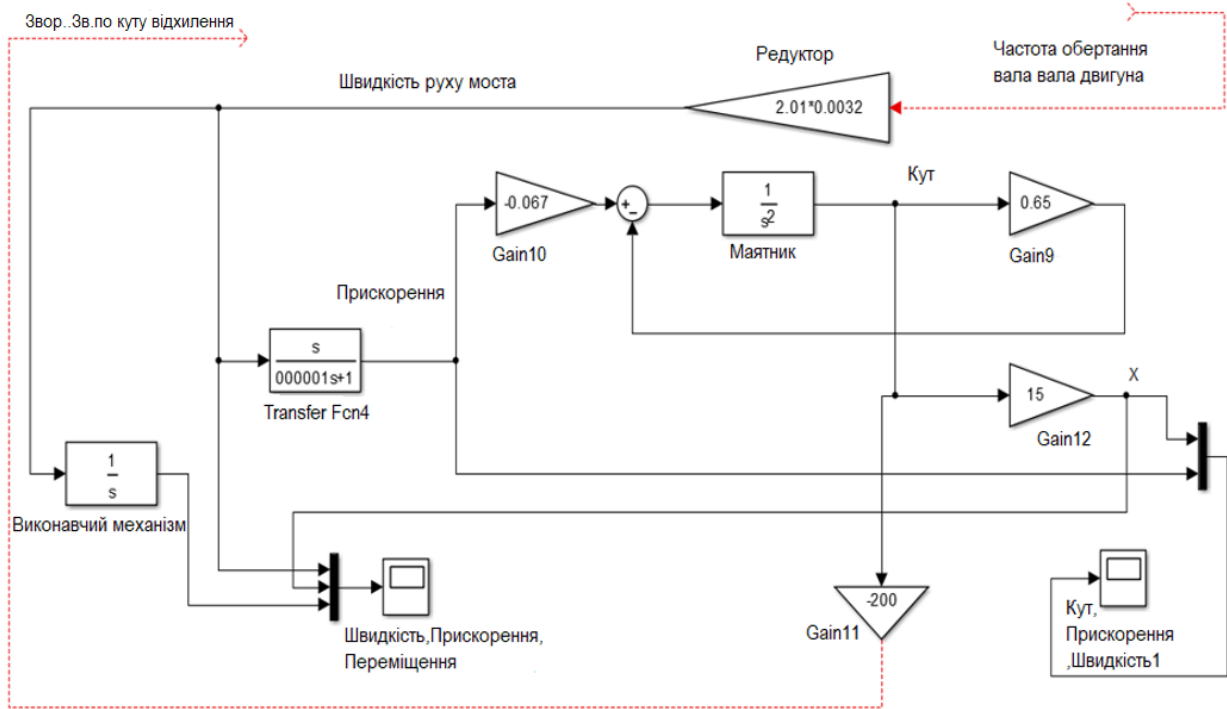 Звор..Зв.по куту відхилення
Частота обертання
вала вала двигуна
Редуктор
2.01*0.0032
Швидкість руху моста
-0.067
Gain10
+
-
1
s2
Маятник
Кут
0.65
Gain9
Прискорення
s
000001s+1
Transfer Fcn4
15
Gain12
X
1
s
Виконавчий механізм
Швидкість,Прискорення,
Переміщення
-200
Gain11
Кут,
Прискорення
,Швидкість1